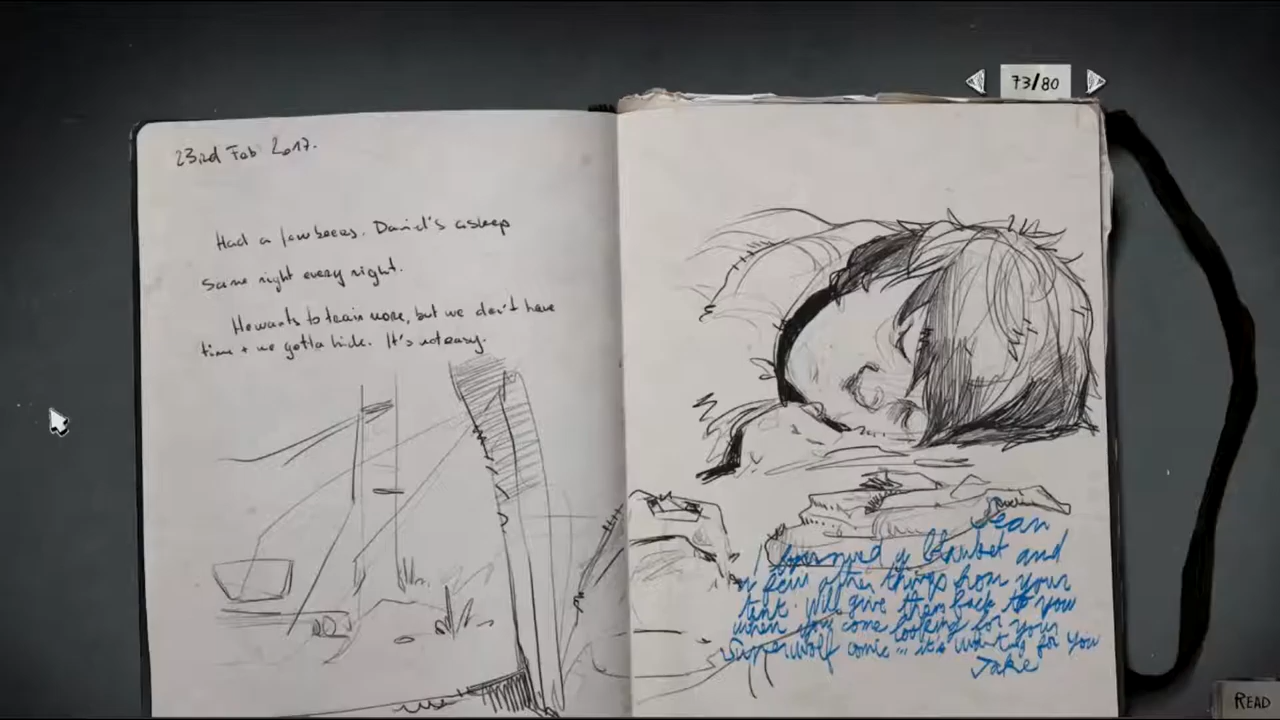 23rd Feb 2017.
Had a few beers. Daniel's asleep
Same night every night.
He wants to train more, but we don't have
time + we gotta hide. It's not easy.
73/80
Sean
I borrowed a blanket and
a few other things from your
tent. Will give them back to you
when you come looking for your
Superwolf comic... it's waiting for you
Jake
READ